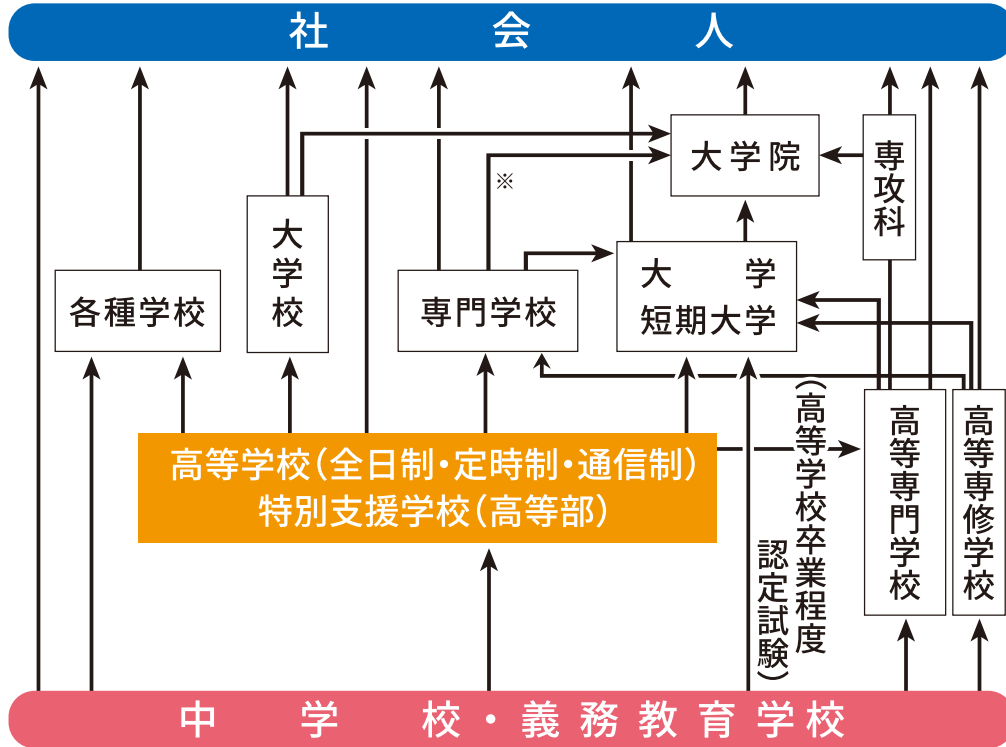 社会人
大学院
専攻科
※
大学校
大学
短期大学
各種学校
専門学校
高等学校(全日制・定時制・通信制)
特別支援学校(高等部)
(高等学校卒業程度
認定試験)
高等専門学校
高等専修学校
中学校・義務教育学校